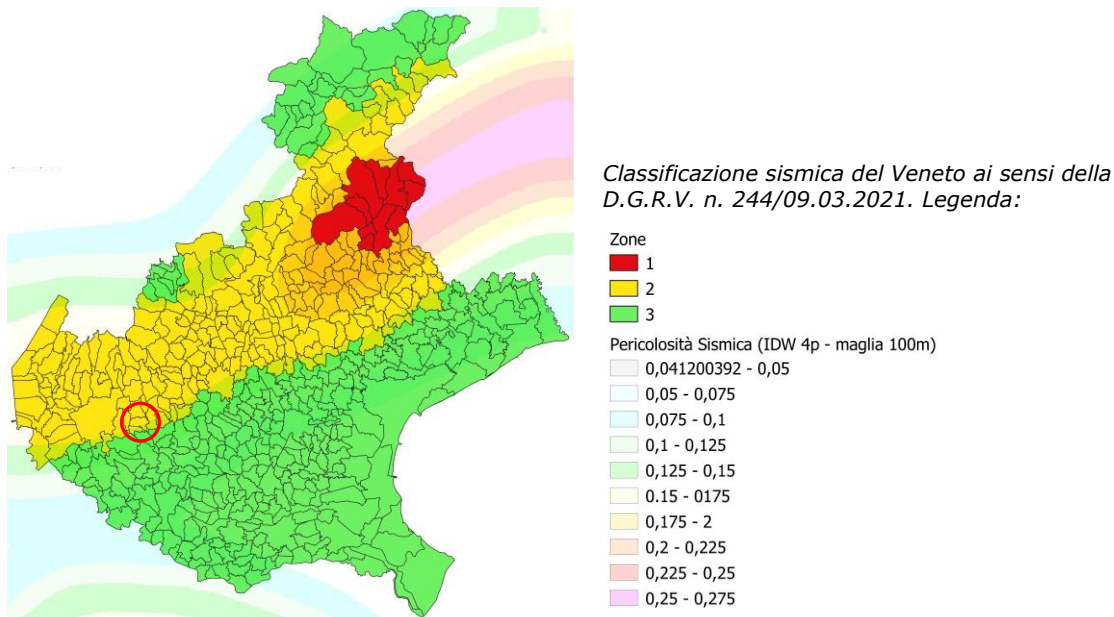 Classificazione sismica del Veneto ai sensi della
D.G.R.V. n. 244/09.03.2021. Legenda:
Zone
1
2
3
Pericolosità Sismica (IDW 4p - maglia 100m)
0,041200392 - 0,05
0,05 - 0,075
0,075 - 0,1
0,1 - 0,125
0,125 - 0,15
0.15 - 0175
0,175 - 2
0,2 - 0,225
0,225 - 0,25
0,25 - 0,275